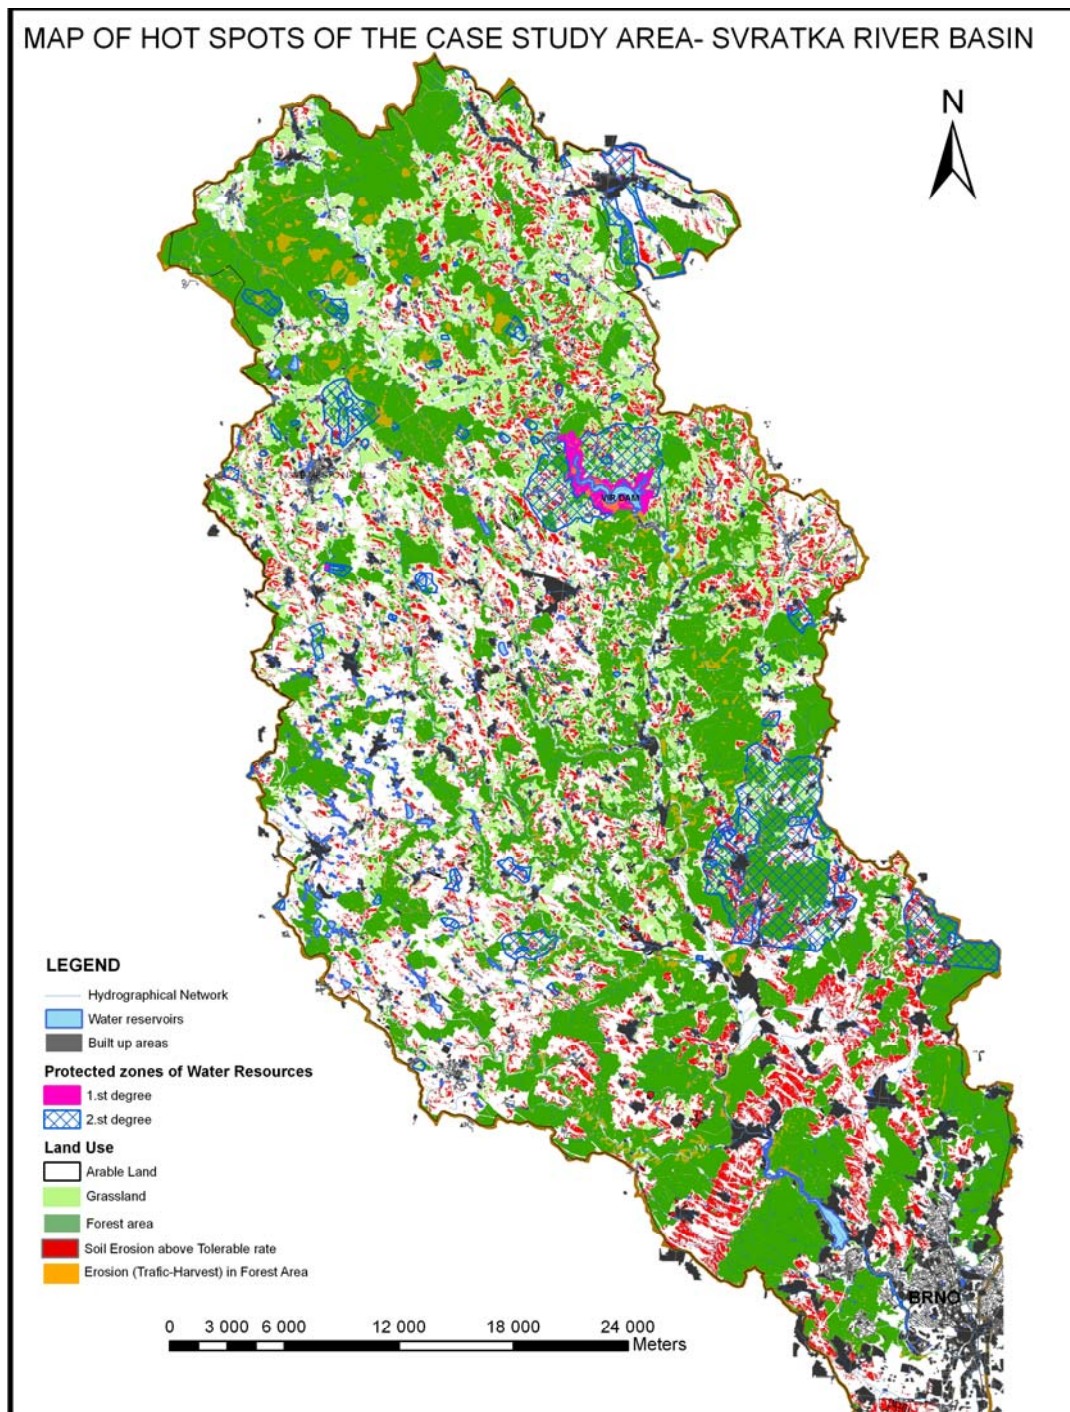 MAP OF HOT SPOTS OF THE CASE STUDY AREA- SVRATKA RIVER BASIN
N
VIR DAM
LEGEND
Hydrographical Network
Water reservoirs
Built up areas
Protected zones of Water Resources
1.st degree
2.st degree
Land Use
Arable Land
Grassland
Forest area
Soil Erosion above Tolerable rate
Erosion (Trafic-Harvest) in Forest Area
BRNO
0 3 000 6 000 12 000 18 000 24 000
Meters